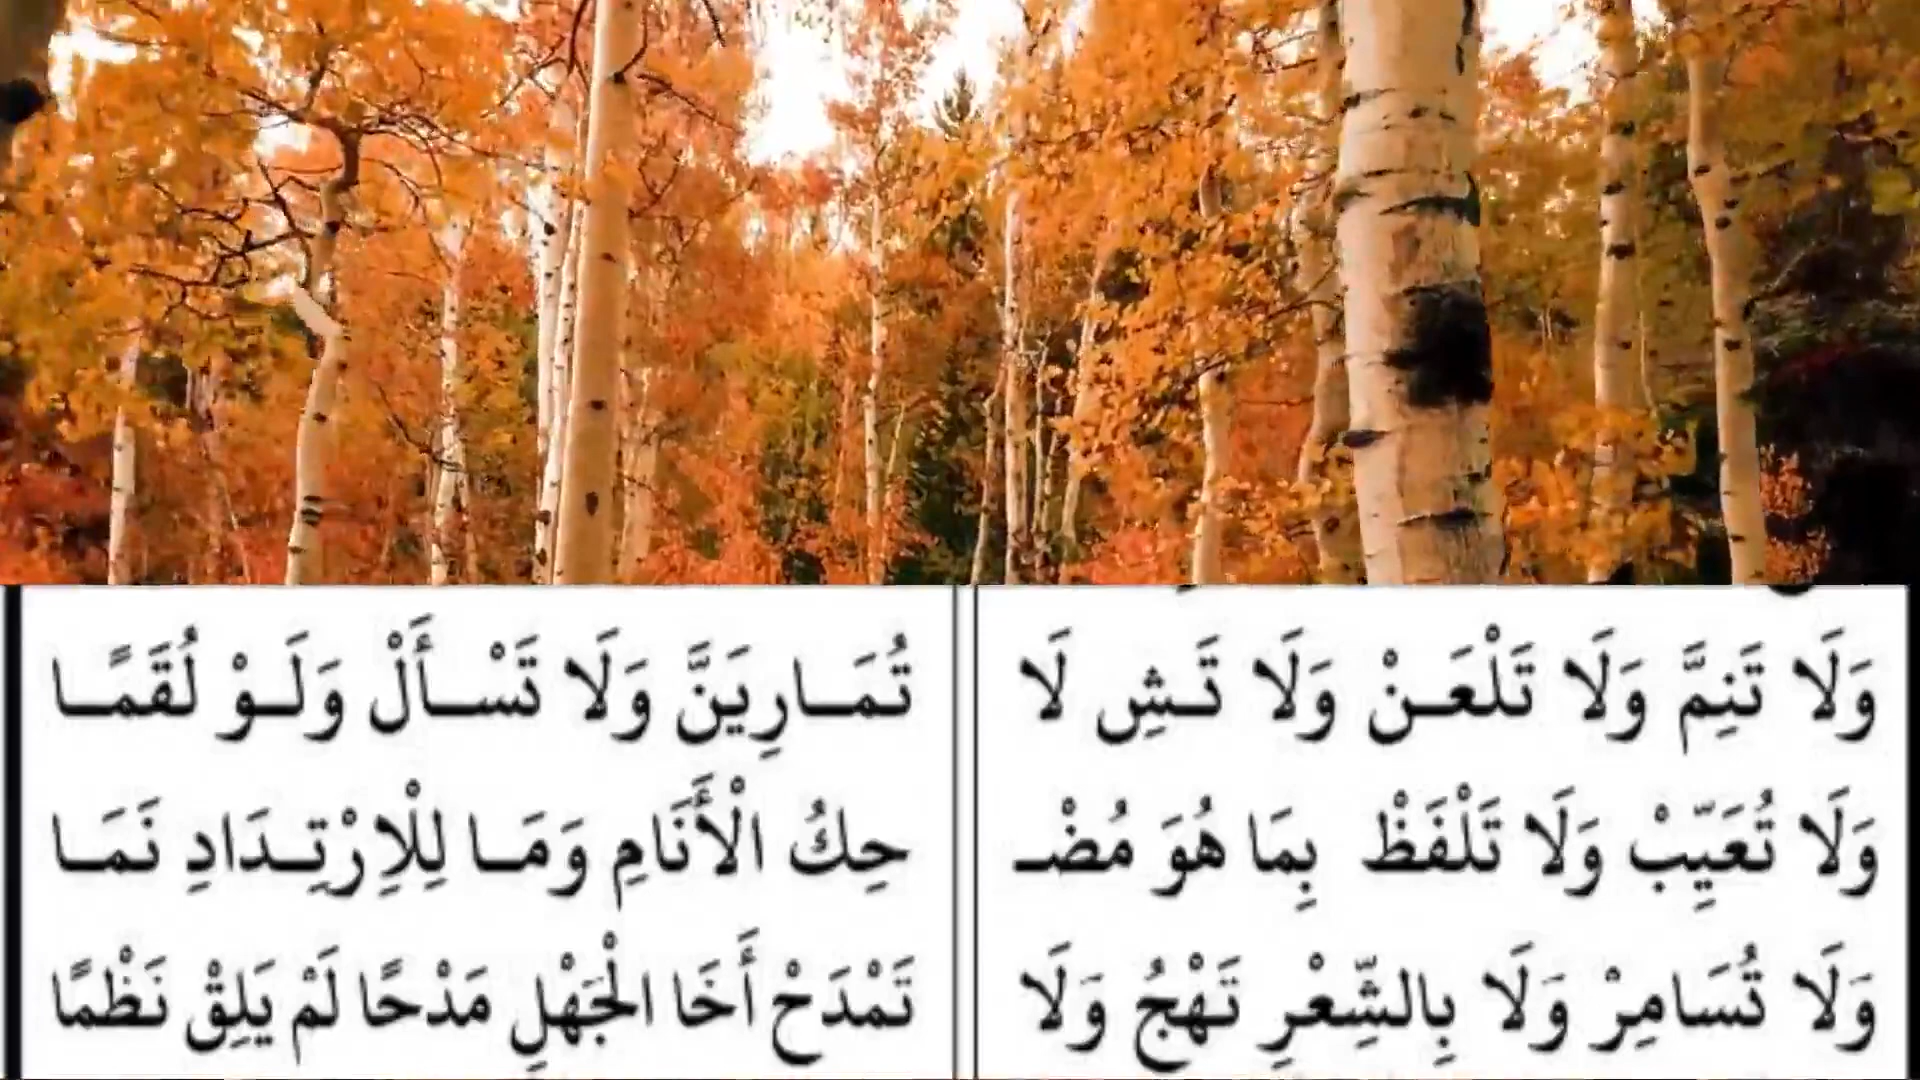 وَلَا تَنِمَّ وَلَا تَلْعَنْ وَلَا تَشِ لَا تُمَارِيَنَّ وَلَا تَسْأَلْ وَلَوْ لُقَمًا
وَلَا تُعَيِّبْ وَلَا تَلْفَظْ بِمَا هُوَ مُضْـ حِكُ الْأَنَامِ وَمَا لِلْاِرْتِدَادِ نَمَا
وَلَا تُسَامِرْ وَلَا بِالشِّعْرِ تَهْجُ وَلَا تَمْدَحْ أَخَا الْجَهْلِ مَدْحًا لَمْ يَلِقْ نَظْمًا